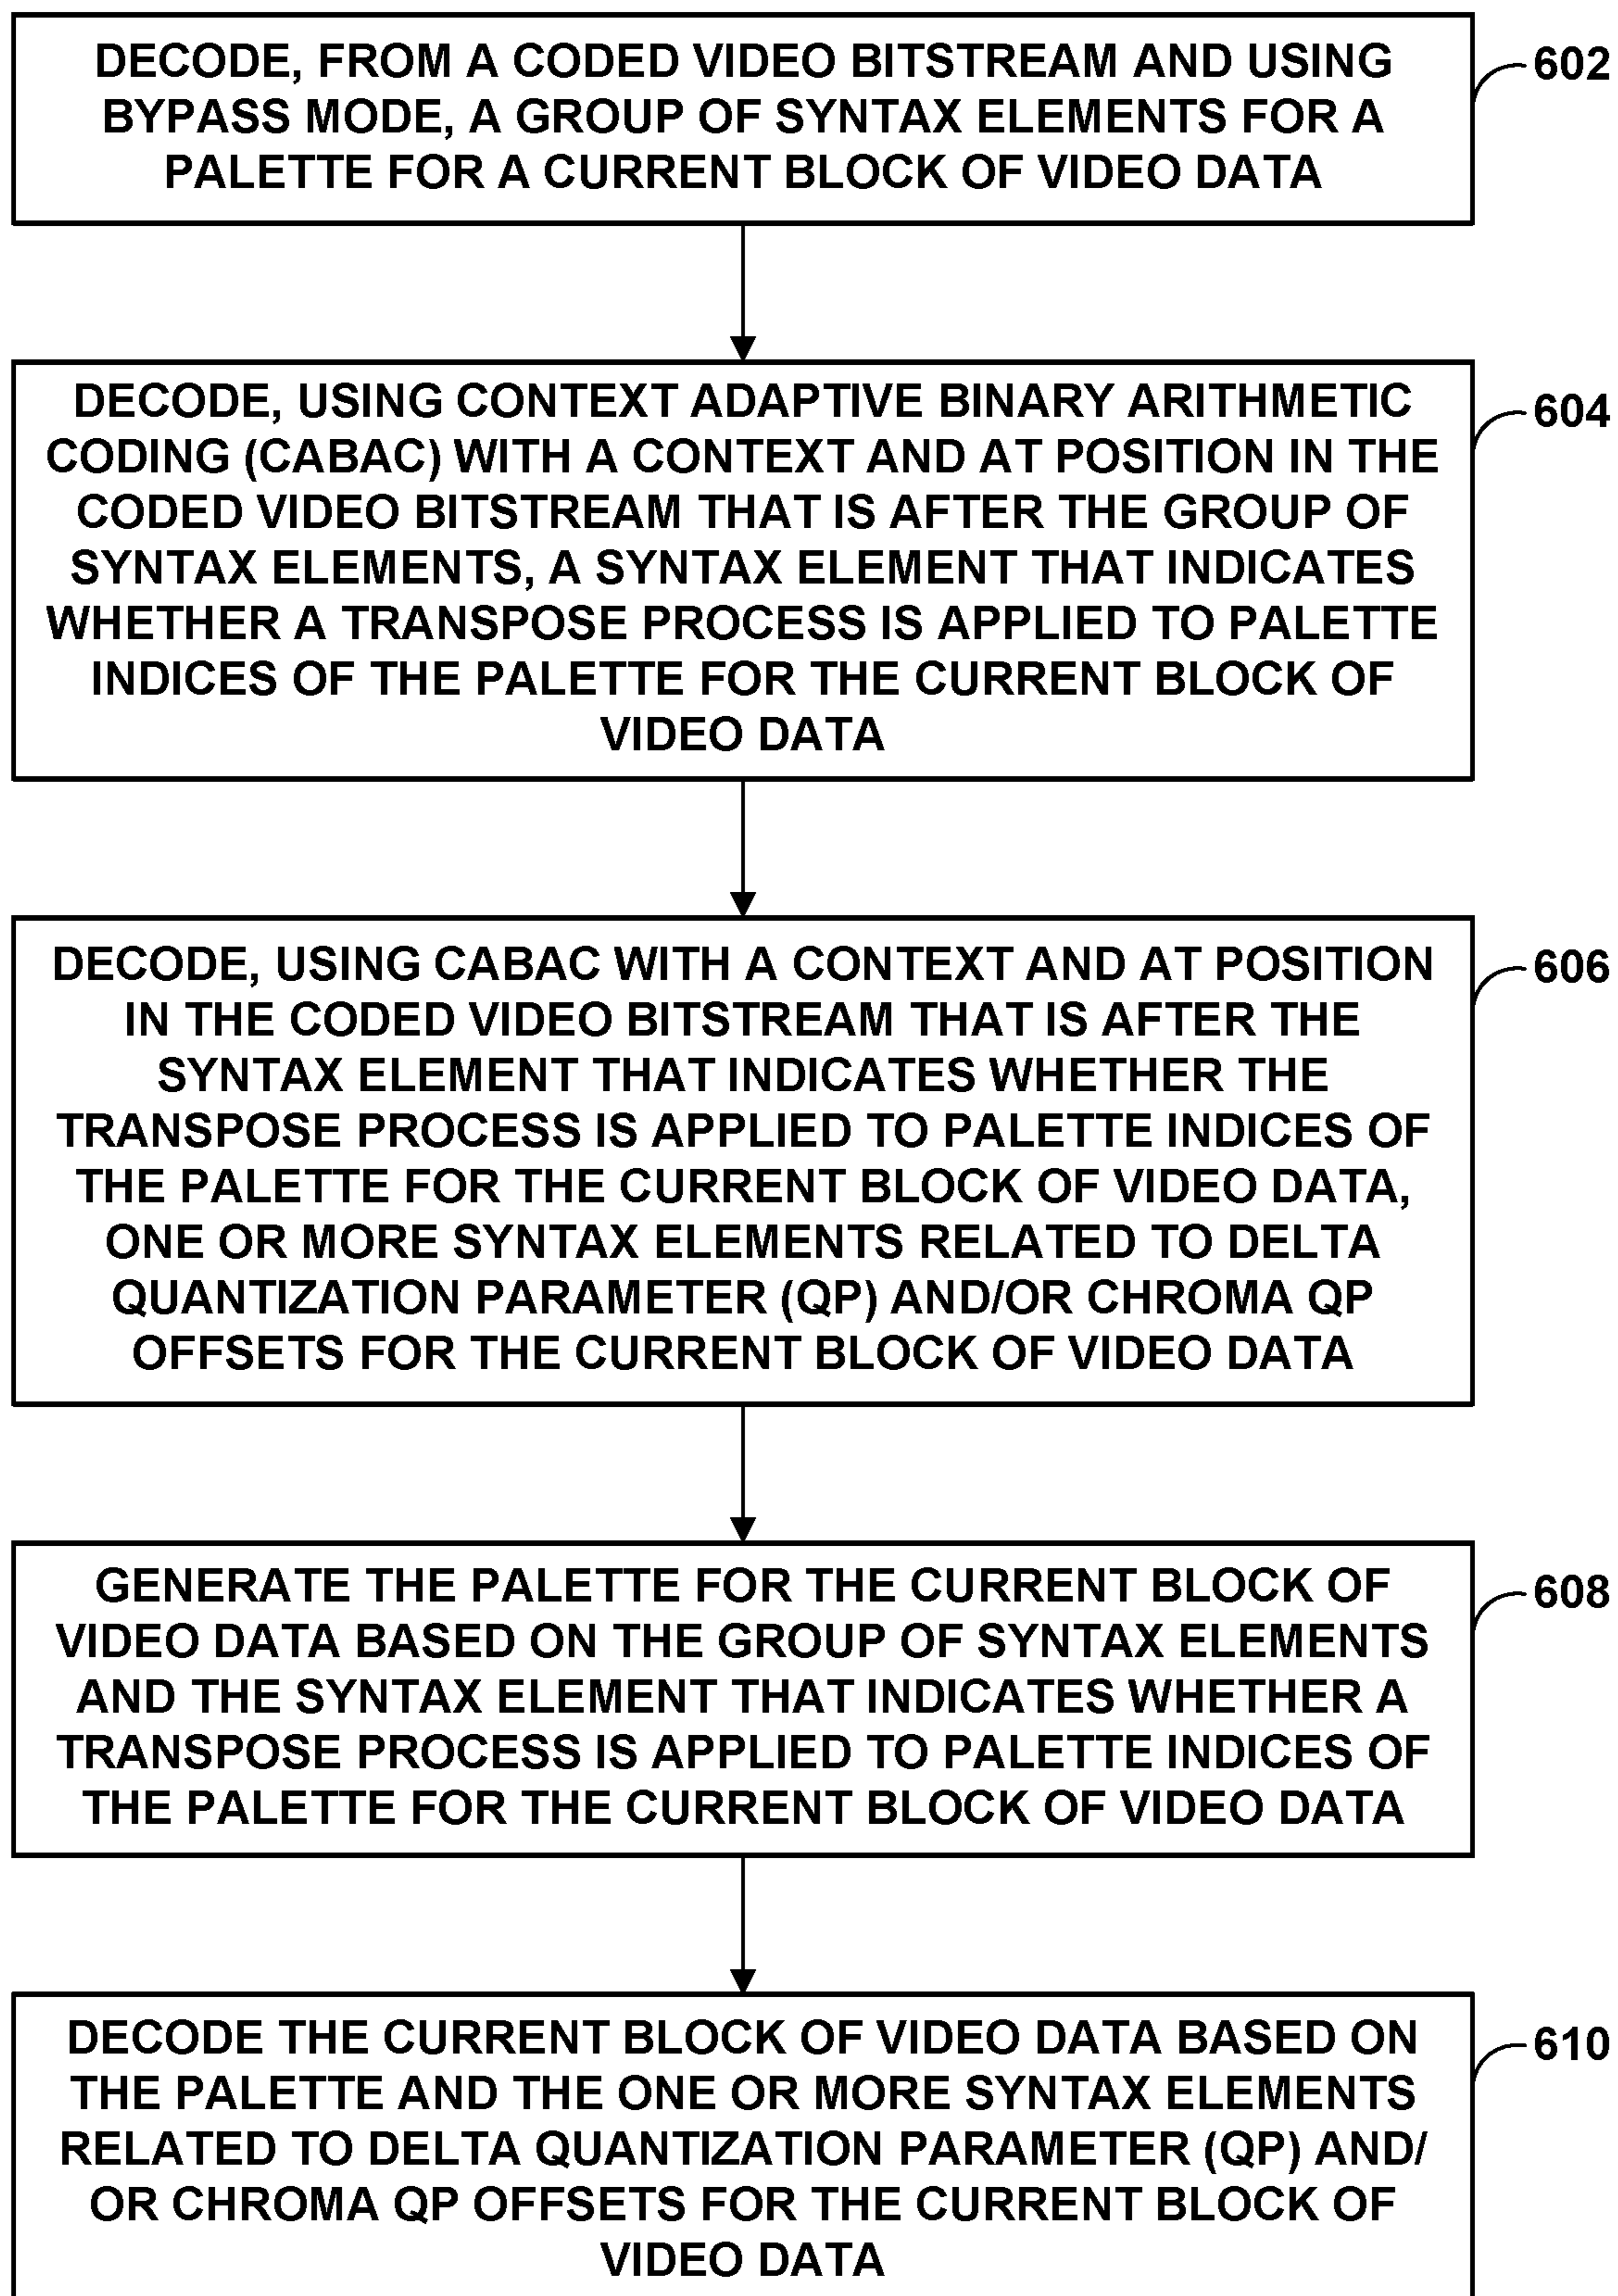 DECODE, FROM A CODED VIDEO BITSTREAM AND USING
BYPASS MODE, A GROUP OF SYNTAX ELEMENTS FOR A
PALETTE FOR A CURRENT BLOCK OF VIDEO DATA
602
DECODE, USING CONTEXT ADAPTIVE BINARY ARITHMETIC
CODING (CABAC) WITH A CONTEXT AND AT POSITION IN THE
CODED VIDEO BITSTREAM THAT IS AFTER THE GROUP OF
SYNTAX ELEMENTS, A SYNTAX ELEMENT THAT INDICATES
WHETHER A TRANSPOSE PROCESS IS APPLIED TO PALETTE
INDICES OF THE PALETTE FOR THE CURRENT BLOCK OF
VIDEO DATA
604
DECODE, USING CABAC WITH A CONTEXT AND AT POSITION
IN THE CODED VIDEO BITSTREAM THAT IS AFTER THE
SYNTAX ELEMENT THAT INDICATES WHETHER THE
TRANSPOSE PROCESS IS APPLIED TO PALETTE INDICES OF
THE PALETTE FOR THE CURRENT BLOCK OF VIDEO DATA,
ONE OR MORE SYNTAX ELEMENTS RELATED TO DELTA
QUANTIZATION PARAMETER (QP) AND/OR CHROMA QP
OFFSETS FOR THE CURRENT BLOCK OF VIDEO DATA
606
GENERATE THE PALETTE FOR THE CURRENT BLOCK OF
VIDEO DATA BASED ON THE GROUP OF SYNTAX ELEMENTS
AND THE SYNTAX ELEMENT THAT INDICATES WHETHER A
TRANSPOSE PROCESS IS APPLIED TO PALETTE INDICES OF
THE PALETTE FOR THE CURRENT BLOCK OF VIDEO DATA
608
DECODE THE CURRENT BLOCK OF VIDEO DATA BASED ON
THE PALETTE AND THE ONE OR MORE SYNTAX ELEMENTS
RELATED TO DELTA QUANTIZATION PARAMETER (QP) AND/
OR CHROMA QP OFFSETS FOR THE CURRENT BLOCK OF
VIDEO DATA
610